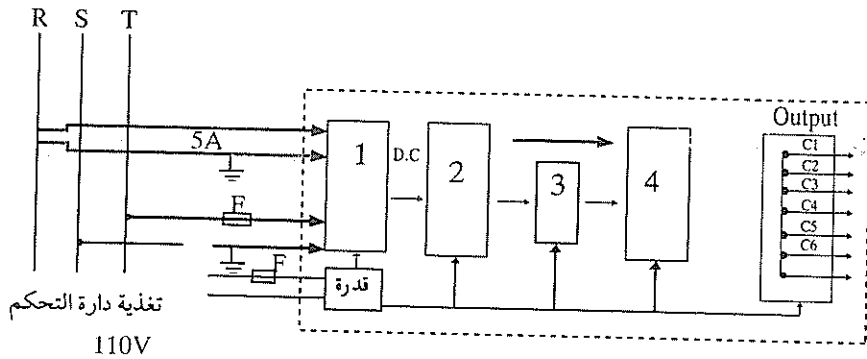 R S T
Output
5A
1
D.C
2
3
4
C1
C2
C3
C4
C5
C6
F
F
قدرة
تغذية دارة التحكم
110V